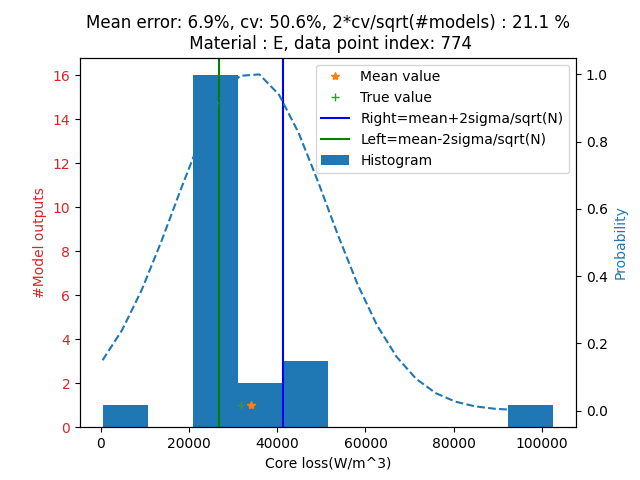 Mean error: 6.9%, cv: 50.6%, 2*cv/sqrt(#models) : 21.1 %
Material : E, data point index: 774
Mean value
True value
Right=mean+2sigma/sqrt(N)
Left=mean-2sigma/sqrt(N)
Histogram
#Model outputs
16
14
12
10
8
6
4
2
0
1.0
0.8
0.6
0.4
0.2
0.0
Probability
0 20000 40000 60000 80000 100000
Core loss(W/m^3)